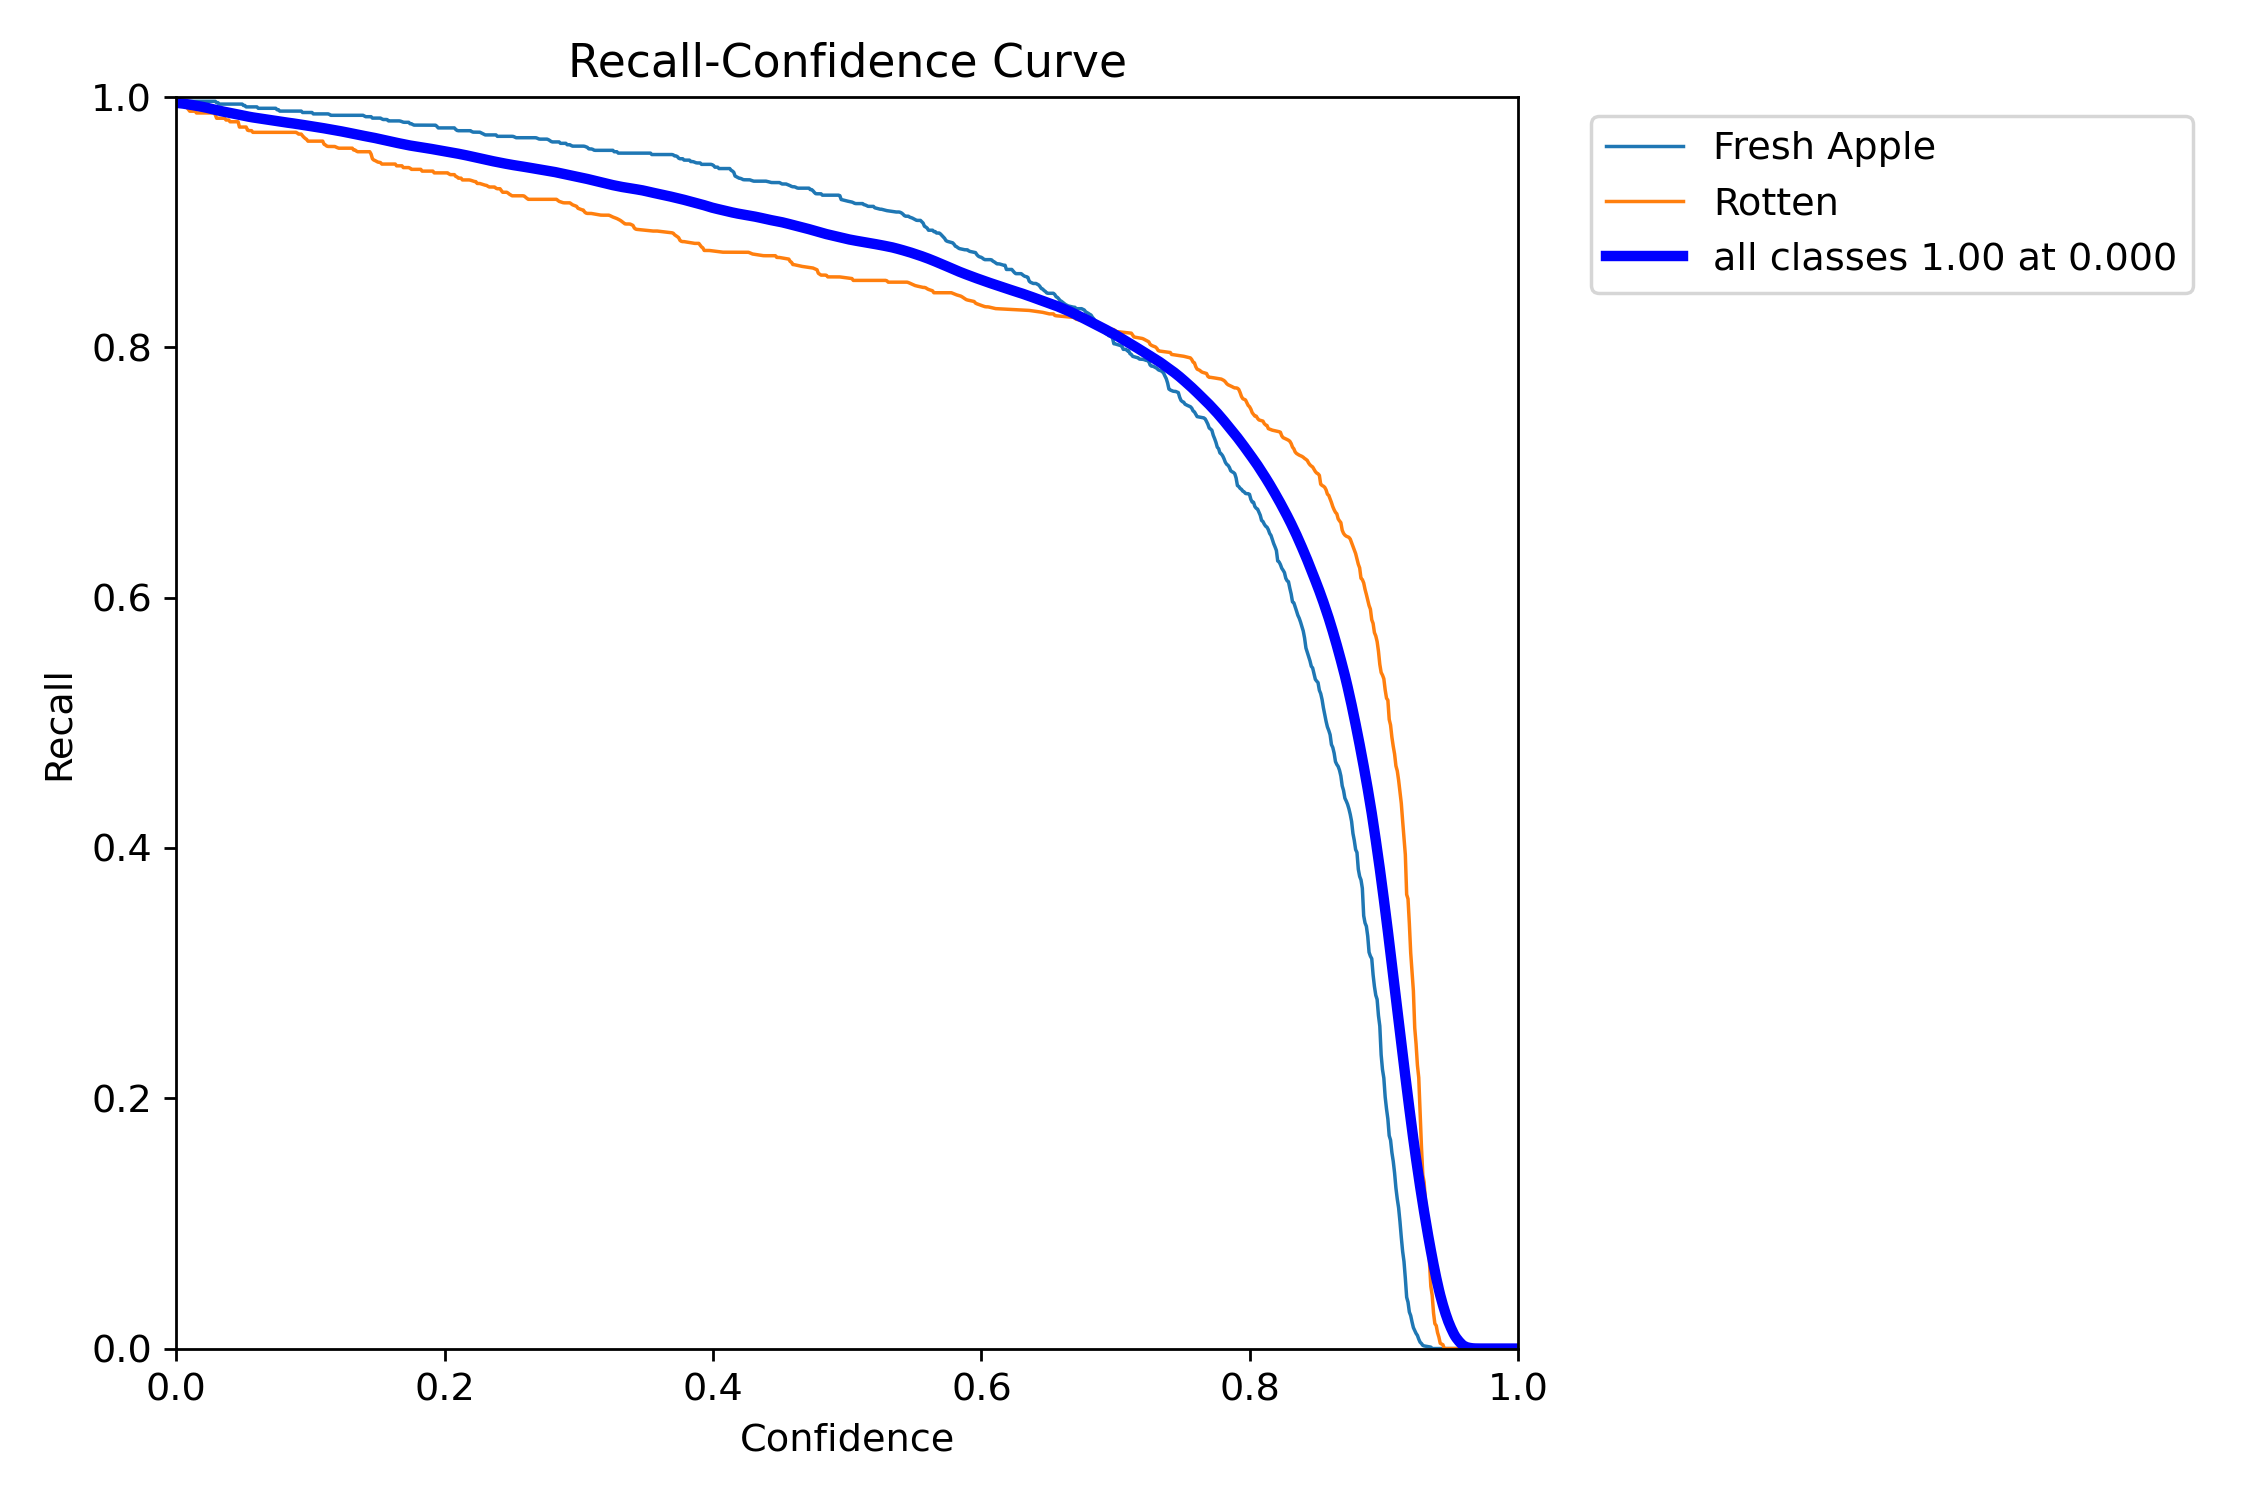 Recall-Confidence Curve
1.0
0.8
0.6
0.4
0.2
0.0
Recall
0.0 0.2 0.4 0.6 0.8 1.0
Confidence
Fresh Apple
Rotten
all classes 1.00 at 0.000